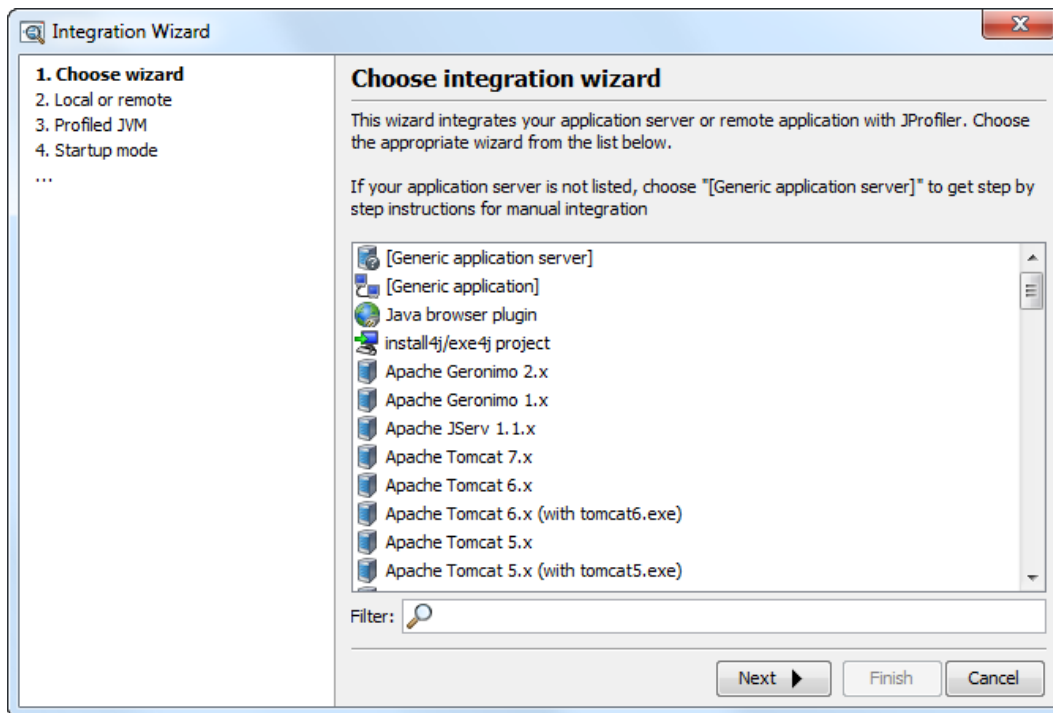 Integration Wizard
1. Choose wizard
2. Local or remote
3. Profiled JVM
4. Startup mode
...
Choose integration wizard
This wizard integrates your application server or remote application with JProfiler. Choose
the appropriate wizard from the list below.
If your application server is not listed, choose "[Generic application server]" to get step by
step instructions for manual integration
[Generic application server]
[Generic application]
Java browser plugin
install4j/exe4j project
Apache Geronimo 2.x
Apache Geronimo 1.x
Apache JServ 1.1.x
Apache Tomcat 7.x
Apache Tomcat 6.x
Apache Tomcat 6.x (with tomcat6.exe)
Apache Tomcat 5.x
Apache Tomcat 5.x (with tomcat5.exe)
Filter:
Next
Finish
Cancel